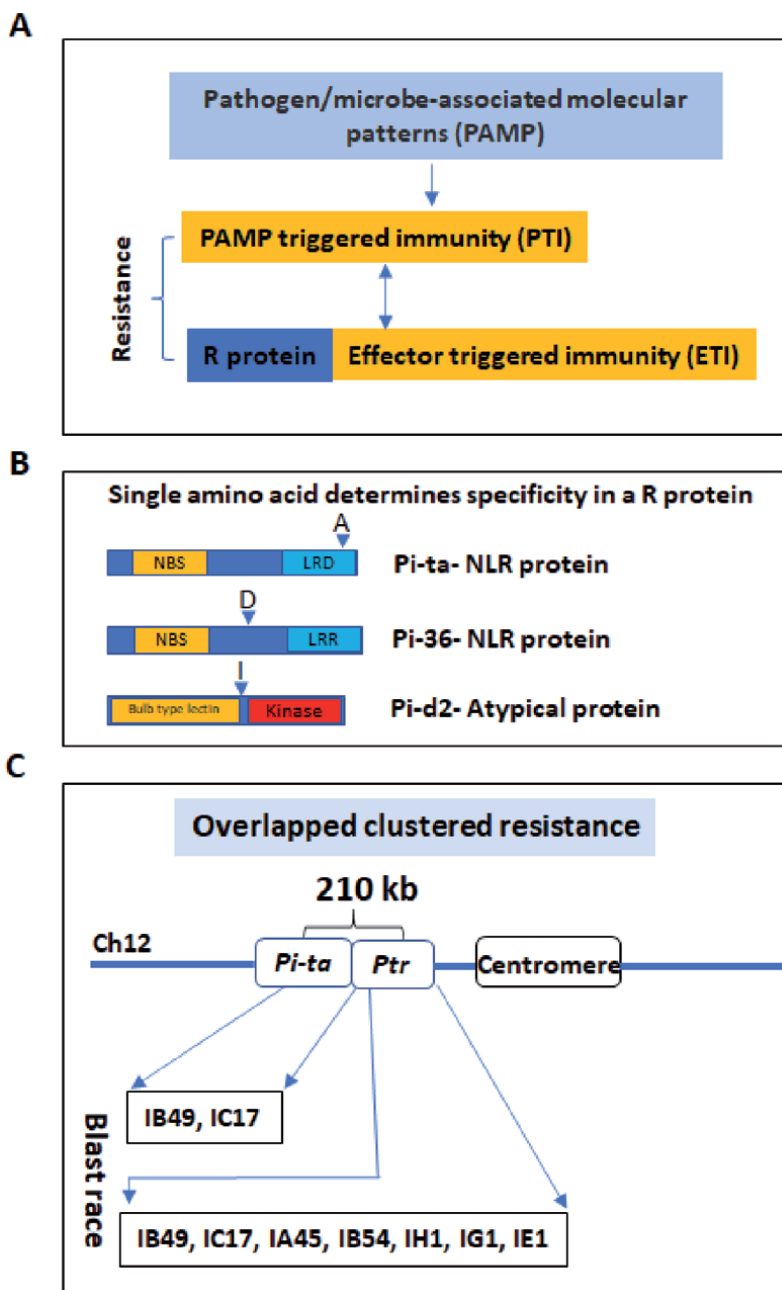 A
Pathogen/microbe-associated molecular
patterns (PAMP)
PAMP triggered immunity (PTI)
Resistance
R protein
Effector triggered immunity (ETI)
B
Single amino acid determines specificity in a R protein
A
NBS
LRD
Pi-ta- NLR protein
D
NBS
LRR
Pi-36- NLR protein
I
Bulb type lectin
Kinase
Pi-d2- Atypical protein
C
Overlapped clustered resistance
210 kb
Ch12
Pi-ta
Ptr
Centromere
Blast race
IB49, IC17
IB49, IC17, IA45, IB54, IH1, IG1, IE1